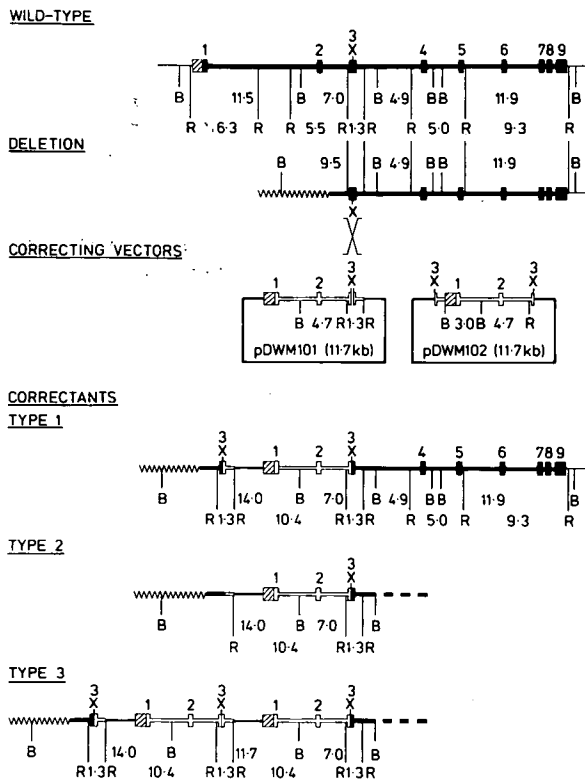 WILD-TYPE
3
1 2 X 4 5 6 78 9
B 11·5 B 7·0 B 4·9 BB 11·9 B
R 6·3 R R 5·5 R1·3R R 5·0 R 9·3 R
DELETION
B 9·5 B 4·9 BB 11·9 B
X
CORRECTING VECTORS
3 3 3
1 2 X X 1 2 X
B 4·7 R1·3R B 3·0 B 4·7 R
pDWM101 (11·7kb) pDWM102 (11·7kb)
CORRECTANTS
TYPE 1
3 3
X 1 2 X 4 5 6 78 9
B 14·0 B 7·0 B 4·9 BB 11·9 B
R1·3R 10·4 R1·3R R 5·0 R 9·3 R
TYPE 2
3
1 2 X
B 14·0 B 7·0 B
R 10·4 R1·3R
TYPE 3
3 3 3
X 1 2 X 1 2 X
B 14·0 B 11·7 B 7·0 B
R1·3R 10·4 R1·3R 10·4 R1·3R